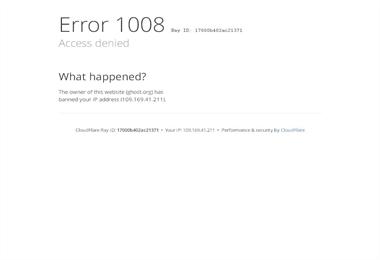 Error 1008 Ray ID: 17000b402ac21371
Access denied
What happened?
The owner of this website (ghost.org) has
banned your IP address (109.169.41.211).
CloudFlare Ray ID: 17000b402ac21371 • Your IP: 109.169.41.211 • Performance & security by CloudFlare